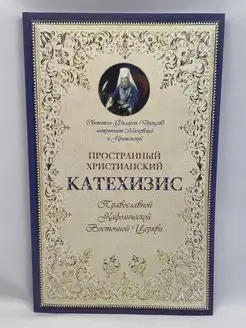 Святитель Филарет (Дроздов)
митрополит Московский
и Коломенский
ПРОСТРАННЫЙ
ХРИСТИАНСКИЙ
КАТЕХИЗИС
Православной
Кафолической
Восточной Церкви